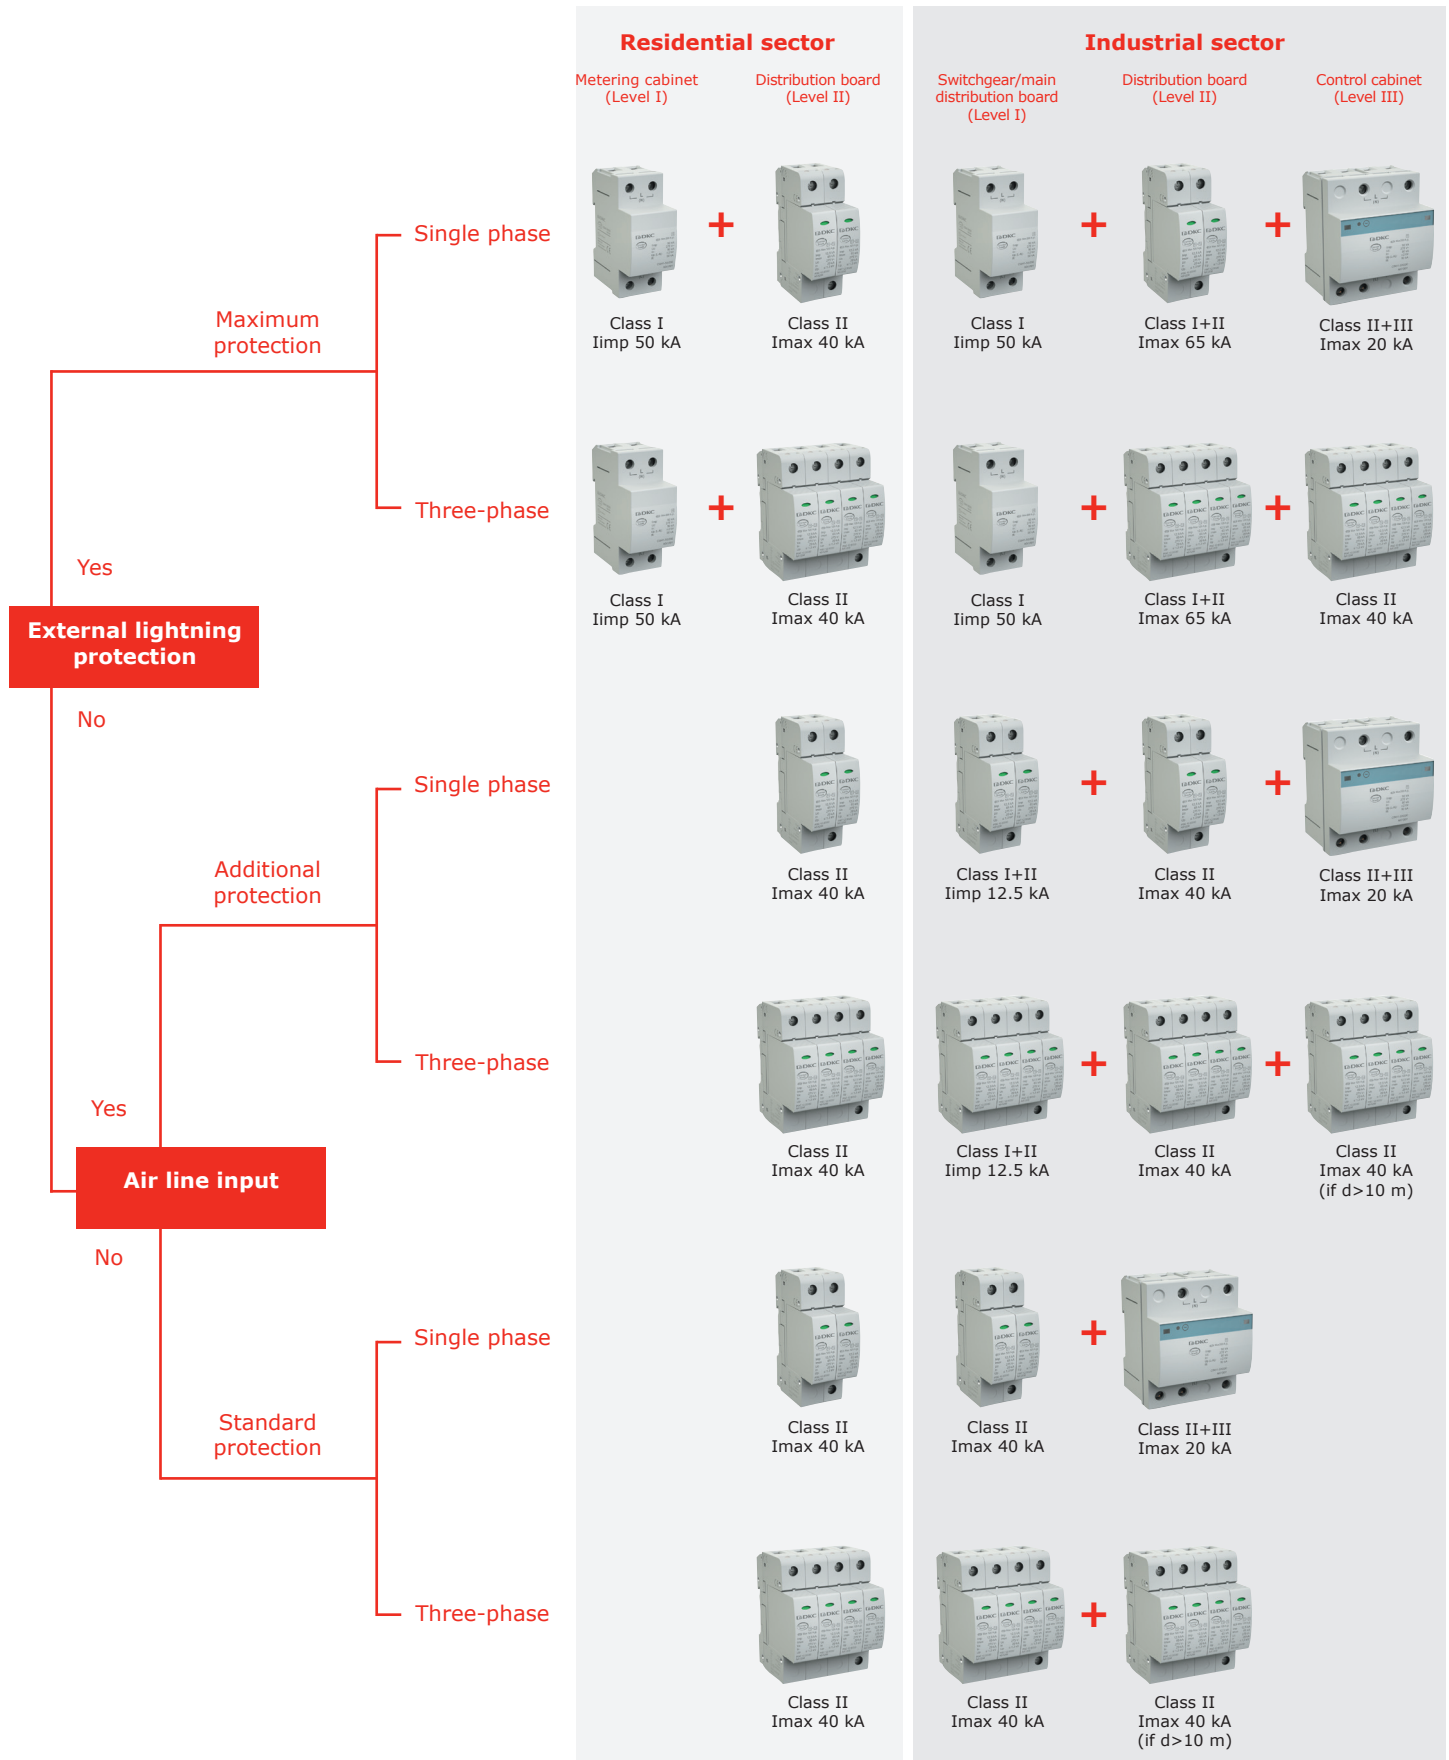 Residential sector
Industrial sector
Metering cabinet
(Level I)
Distribution board
(Level II)
Switchgear/main
distribution board
(Level I)
Distribution board
(Level II)
Control cabinet
(Level III)
Maximum
protection
Single phase
Class I
Iimp 50 kA
+
Class II
Imax 40 kA
Class I
Iimp 50 kA
+
Class I+II
Imax 65 kA
+
Class II+III
Imax 20 kA
Three-phase
Class I
Iimp 50 kA
+
Class II
Imax 40 kA
Class I
Iimp 50 kA
+
Class I+II
Imax 65 kA
+
Class II
Imax 40 kA
Yes
External lightning
protection
No
Additional
protection
Single phase
Class II
Imax 40 kA
Class I+II
Iimp 12.5 kA
+
Class II
Imax 40 kA
+
Class II+III
Imax 20 kA
Three-phase
Class II
Imax 40 kA
Class I+II
Iimp 12.5 kA
+
Class II
Imax 40 kA
+
Class II
Imax 40 kA
(if d>10 m)
Yes
Air line input
No
Standard
protection
Single phase
Class II
Imax 40 kA
Class II
Imax 40 kA
+
Class II+III
Imax 20 kA
Three-phase
Class II
Imax 40 kA
Class II
Imax 40 kA
+
Class II
Imax 40 kA
(if d>10 m)